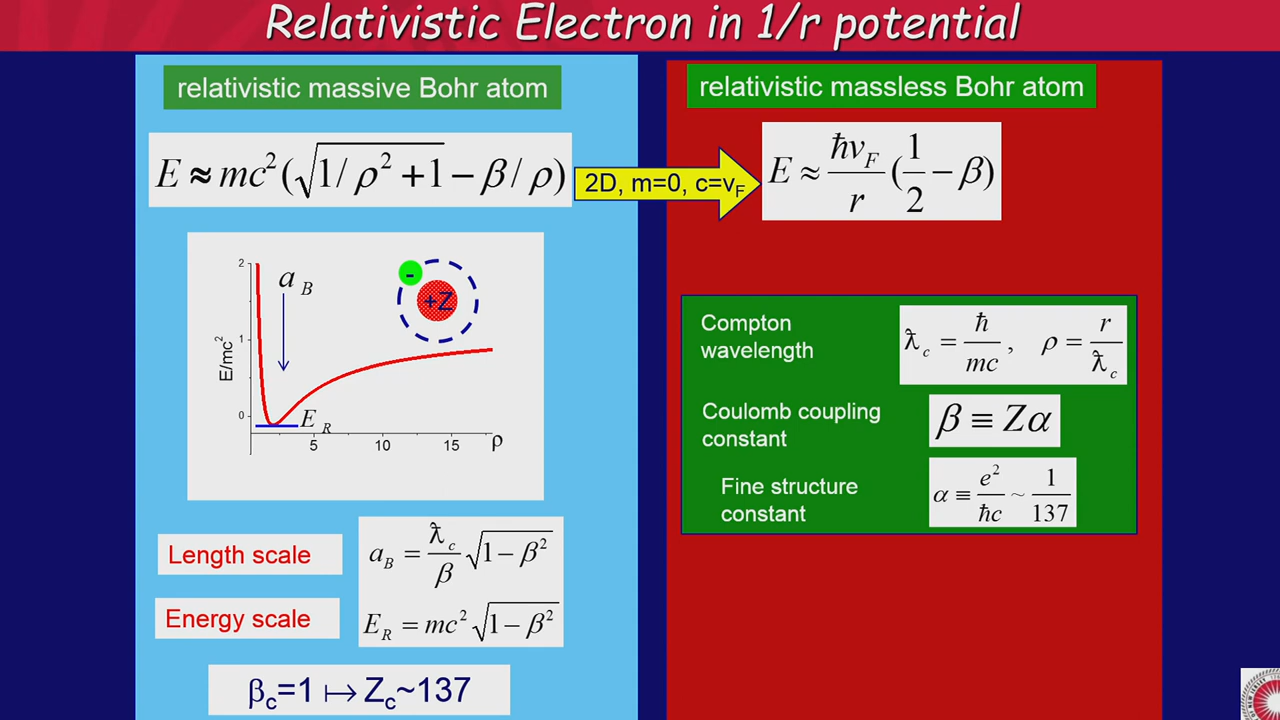 Relativistic Electron in 1/r potential
relativistic massive Bohr atom
E ≈ mc²(√(1/ρ²+1) − β/ρ)
2D, m=0, c=v_F
relativistic massless Bohr atom
E ≈ ħv_F/r (1/2 − β)
2
1
0
E/mc²
a_B
-
+Z
E_R
5
10
15
ρ
Length scale
a_B = ƛ_c/β √(1−β²)
Energy scale
E_R = mc² √(1−β²)
β_c=1 ↦ Z_c~137
Compton
wavelength
ƛ_c = ħ/mc , ρ = r/ƛ_c
Coulomb coupling
constant
β ≡ Zα
Fine structure
constant
α ≡ e²/ħc ~ 1/137